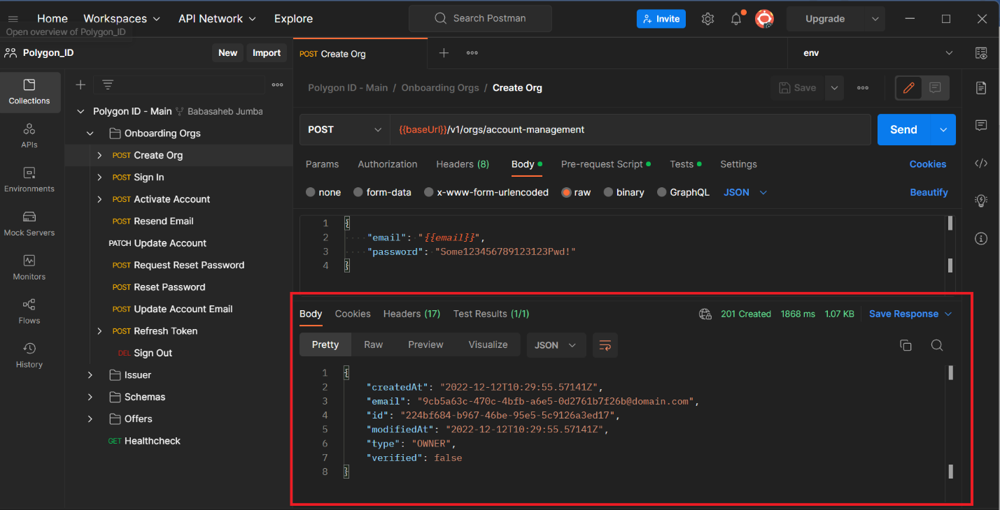 Home Workspaces API Network Explore Search Postman Invite Upgrade
Open overview of Polygon_ID
Polygon_ID New Import
POST Create Org
env
Collections
APIs
Environments
Mock Servers
Monitors
Flows
History
Polygon ID - Main Babasaheb Jumba
Onboarding Orgs
POST Create Org
POST Sign In
POST Activate Account
POST Resend Email
PATCH Update Account
POST Request Reset Password
POST Reset Password
POST Update Account Email
POST Refresh Token
DEL Sign Out
Issuer
Schemas
Offers
GET Healthcheck
Polygon ID - Main / Onboarding Orgs / Create Org Save
POST {{baseUrl}}/v1/orgs/account-management Send
Params Authorization Headers (8) Body Pre-request Script Tests Settings Cookies
none form-data x-www-form-urlencoded raw binary GraphQL JSON Beautify
1 {
2 "email": "{{email}}",
3 "password": "Some123456789123123Pwd!"
4 }
Body Cookies Headers (17) Test Results (1/1) 201 Created 1868 ms 1.07 KB Save Response
Pretty Raw Preview Visualize JSON
1 {
2 "createdAt": "2022-12-12T10:29:55.57141Z",
3 "email": "9cb5a63c-470c-4bfb-a6e5-0d2761b7f26b@domain.com",
4 "id": "224bf684-b967-46be-95e5-5c9126a3ed17",
5 "modifiedAt": "2022-12-12T10:29:55.57141Z",
6 "type": "OWNER",
7 "verified": false
8 }